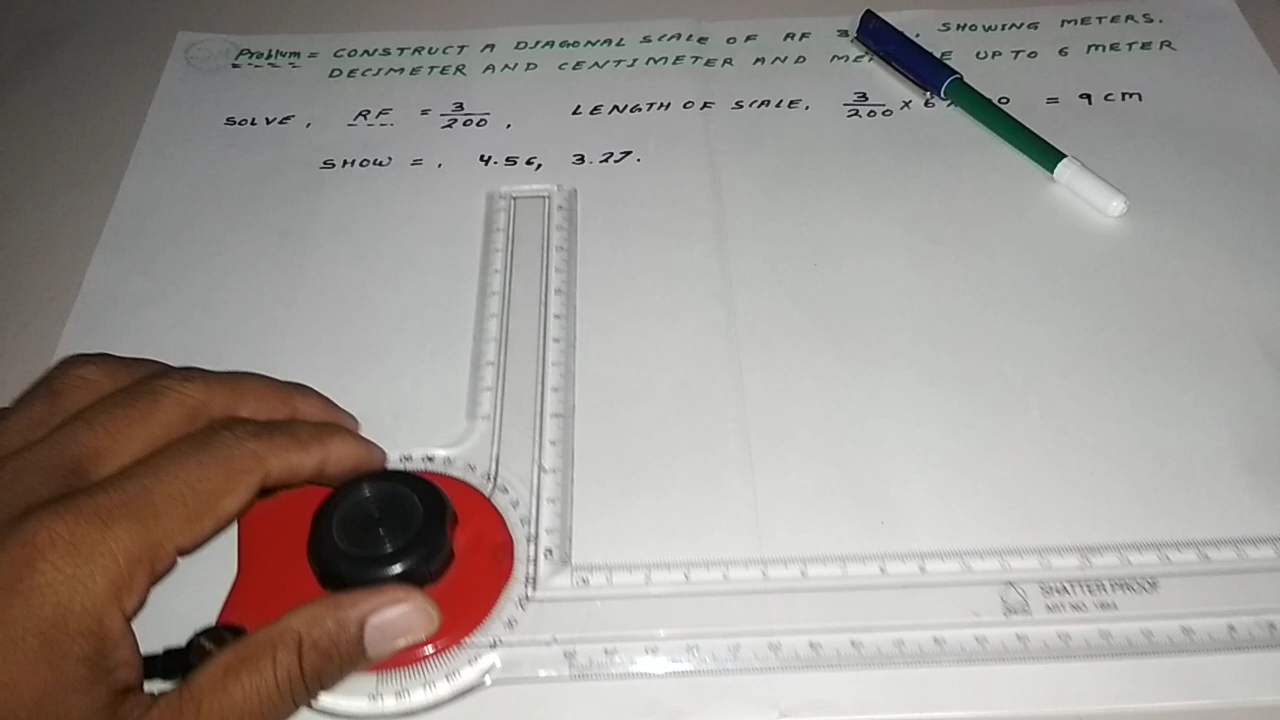 Problum = CONSTRUCT A DIAGONAL SCALE OF RF 3 SHOWING METERS.
DECIMETER AND CENTIMETER AND UP TO 6 METER
SOLVE, RF = 3/200, LENGTH OF SCALE, 3/200 × 6 = 9 cm
SHOW =, 4.56, 3.27.
SHATTER PROOF